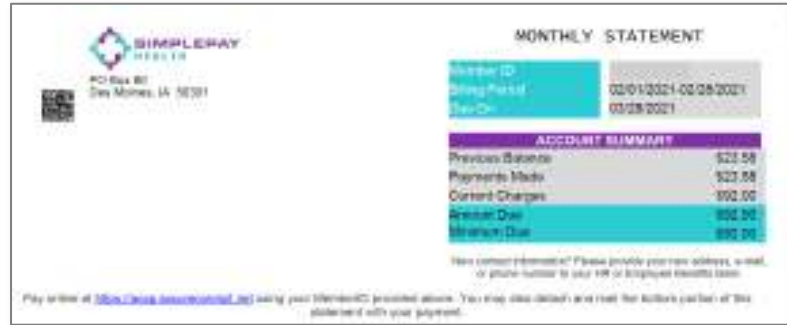 SIMPLEPAY
HEALTH
PO Box 80
Des Moines, IA 50301
MONTHLY STATEMENT
Member ID
Billing Period 02/01/2021-02/28/2021
Due On 03/28/2021
ACCOUNT SUMMARY
Previous Balance $23.58
Payments Made $23.58
Current Charges $92.00
Amount Due $92.00
Minimum Due $92.00
New contact information? Please provide your new address, e-mail,
or phone number to your HR or Employee Benefits team
Pay online at using your MemberID provided above. You may also detach and mail the bottom portion of this
statement with your payment.